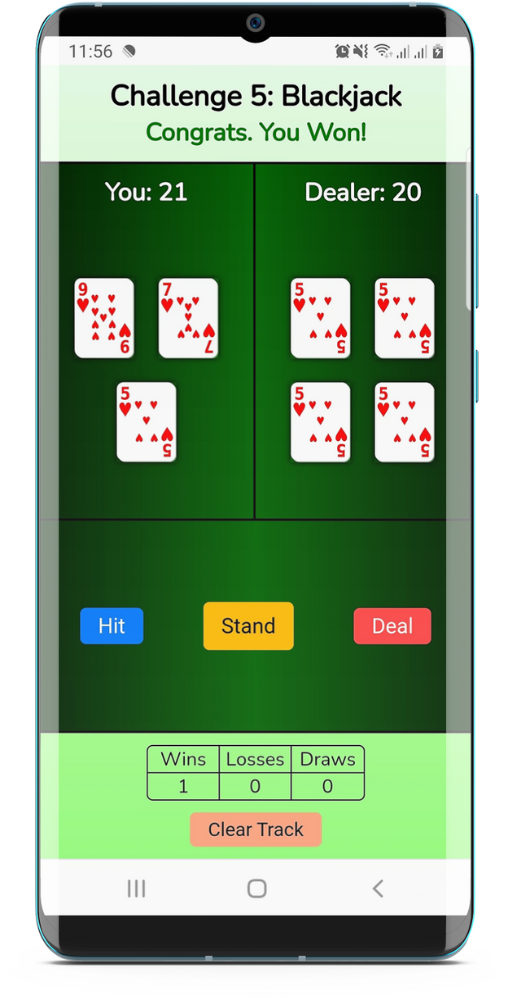 11:56
Challenge 5: Blackjack
Congrats. You Won!
You: 21
Dealer: 20
9 9
7 7
5 5
5 5
5 5
5 5
5 5
Hit
Stand
Deal
Wins Losses Draws
1 0 0
Clear Track